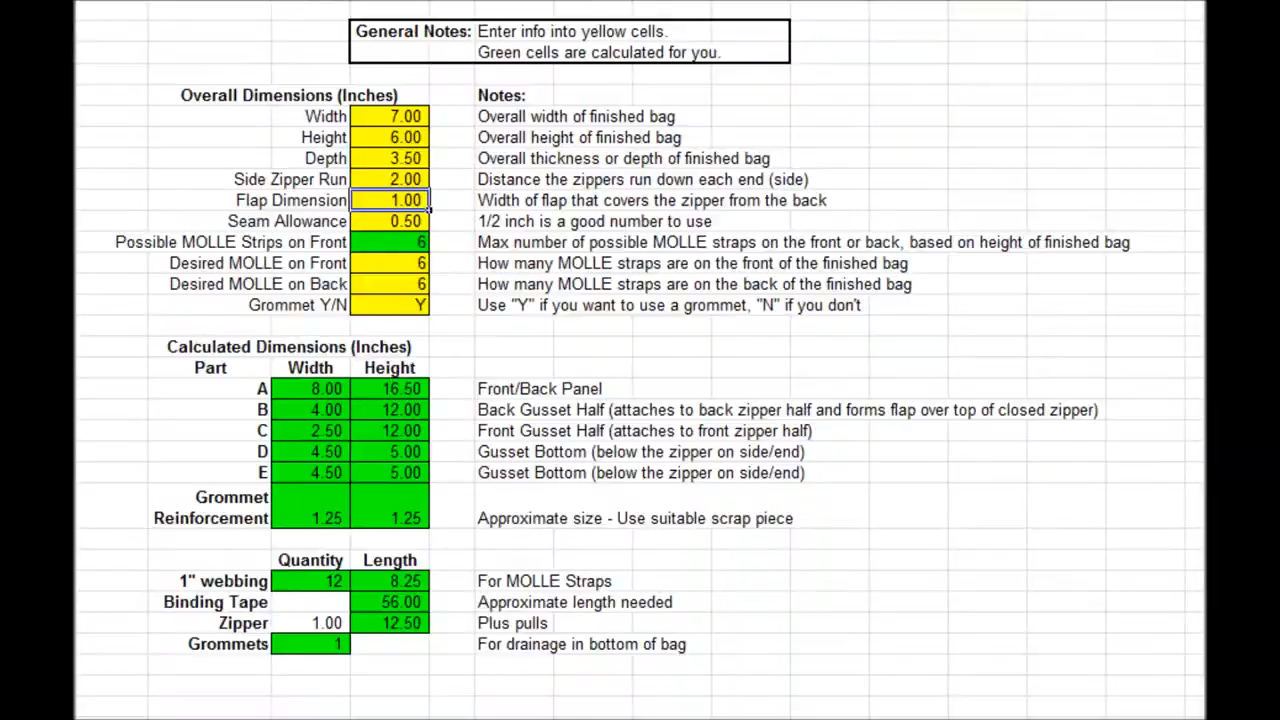 General Notes: Enter info into yellow cells.
Green cells are calculated for you.
Overall Dimensions (Inches) Notes:
Width 7.00 Overall width of finished bag
Height 6.00 Overall height of finished bag
Depth 3.50 Overall thickness or depth of finished bag
Side Zipper Run 2.00 Distance the zippers run down each end (side)
Flap Dimension 1.00 Width of flap that covers the zipper from the back
Seam Allowance 0.50 1/2 inch is a good number to use
Possible MOLLE Strips on Front 6 Max number of possible MOLLE straps on the front or back, based on height of finished bag
Desired MOLLE on Front 6 How many MOLLE straps are on the front of the finished bag
Desired MOLLE on Back 6 How many MOLLE straps are on the back of the finished bag
Grommet Y/N Y Use "Y" if you want to use a grommet, "N" if you don't
Calculated Dimensions (Inches)
Part Width Height
A 8.00 16.50 Front/Back Panel
B 4.00 12.00 Back Gusset Half (attaches to back zipper half and forms flap over top of closed zipper)
C 2.50 12.00 Front Gusset Half (attaches to front zipper half)
D 4.50 5.00 Gusset Bottom (below the zipper on side/end)
E 4.50 5.00 Gusset Bottom (below the zipper on side/end)
Grommet
Reinforcement 1.25 1.25 Approximate size - Use suitable scrap piece
Quantity Length
1" webbing 12 8.25 For MOLLE Straps
Binding Tape 56.00 Approximate length needed
Zipper 1.00 12.50 Plus pulls
Grommets 1 For drainage in bottom of bag